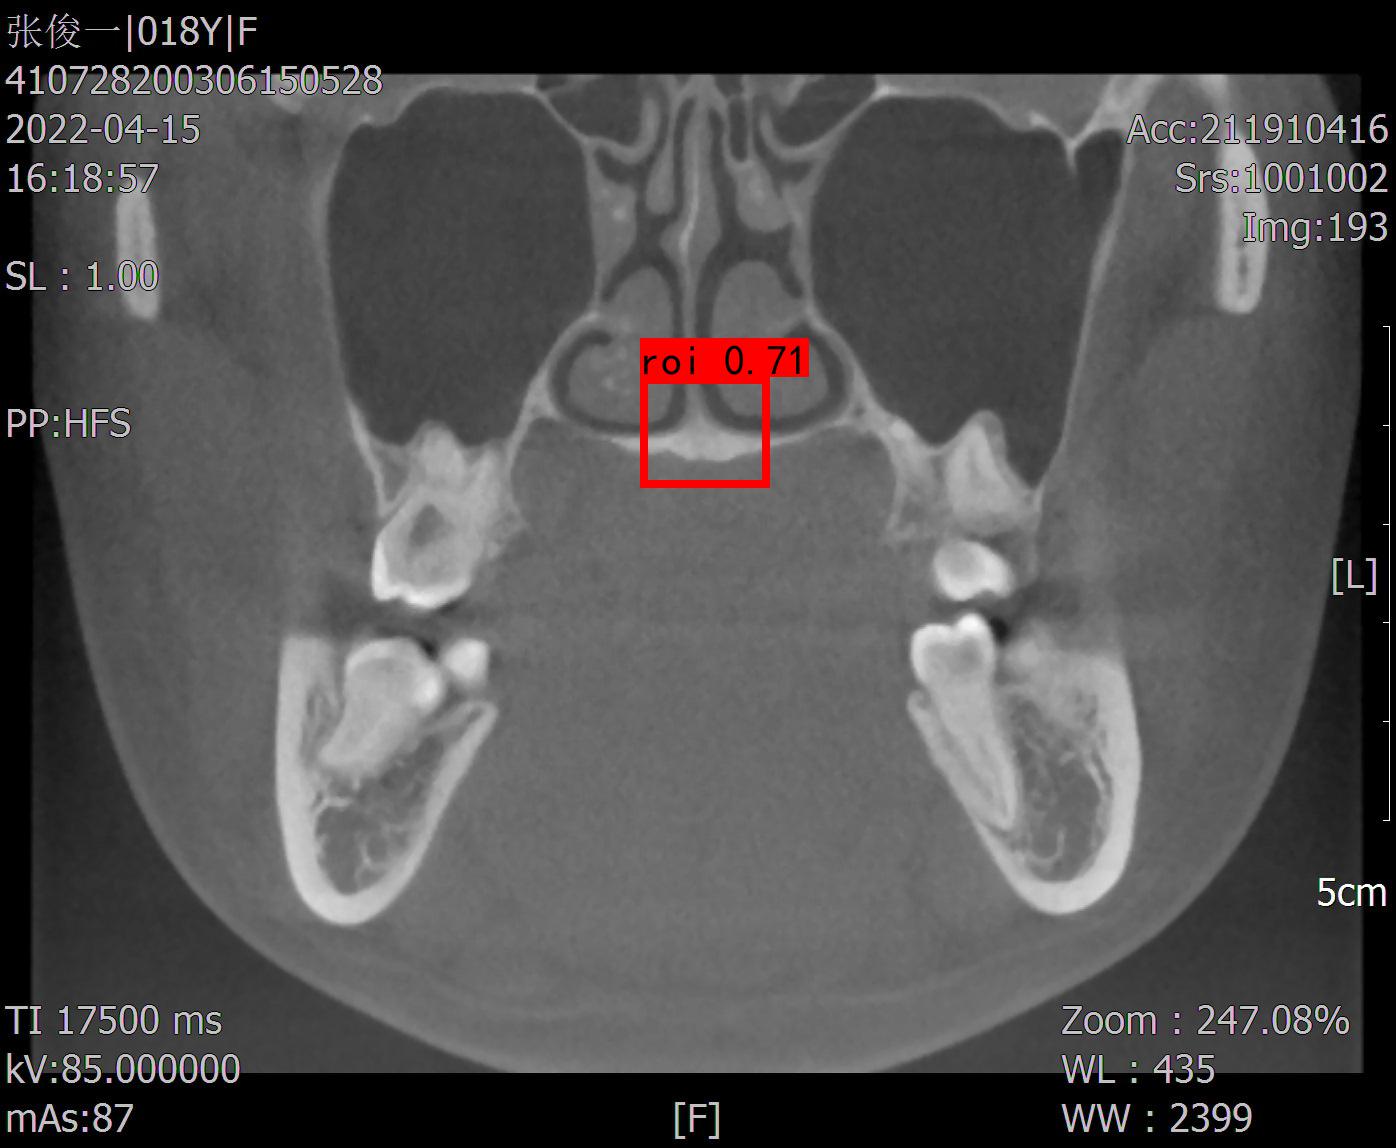 张俊一|018Y|F
410728200306150528
2022-04-15
16:18:57
SL : 1.00
PP:HFS
Acc:211910416
Srs:1001002
Img:193
roi 0.71
[L]
5cm
TI 17500 ms
kV:85.000000
mAs:87
[F]
Zoom : 247.08%
WL : 435
WW : 2399